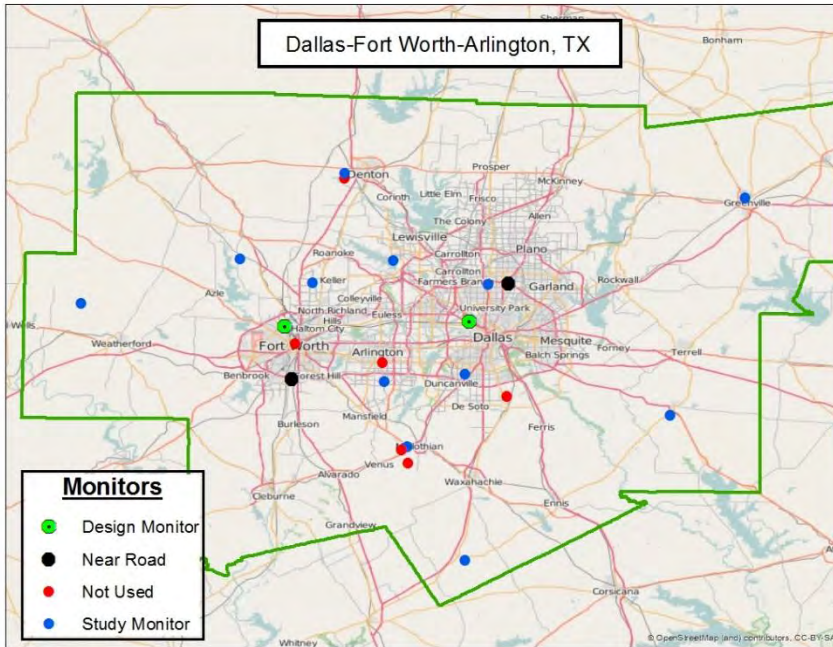 Dallas-Fort Worth-Arlington, TX
Sherman
Bonham
Denton
Prosper
McKinney
Little Elm
Frisco
Corinth
Greenville
The Colony
Allen
Lewisville
Roanoke
Plano
Carrollton
Keller
Carrollton
Rockwall
Azle
Farmers Bran
Garland
Colleyville
North Richland
Hills
Euless
University Park
Haltom City
l Wells
Weatherford
Fort Worth
Arlington
Dallas
Mesquite
Forney
Terrell
Balch Springs
Benbrook
Forest Hill
Duncanville
De Soto
Mansfield
Burleson
Ferris
Venus
Alvarado
Waxahachie
Cleburne
Ennis
Grandview
Corsicana
Whitney
Monitors
Design Monitor
Near Road
Not Used
Study Monitor
© OpenStreetMap (and) contributors, CC-BY-SA